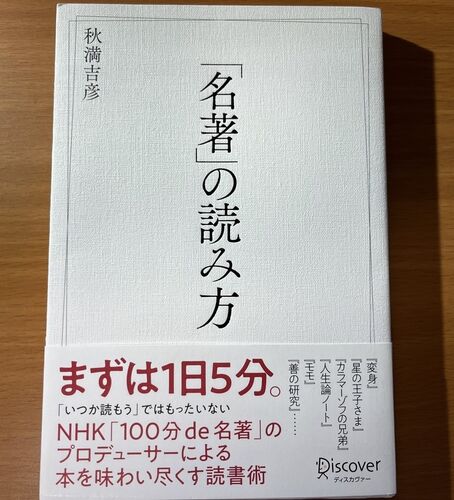 秋満吉彦
「名著」の読み方
まずは1日5分。
「いつか読もう」ではもったいない
NHK「100分de名著」の
プロデューサーによる
本を味わい尽くす読書術
『変身』
『星の王子さま』
『カラマーゾフの兄弟』
『人生論ノート』
『モモ』
『善の研究』……
Discover
ディスカヴァー